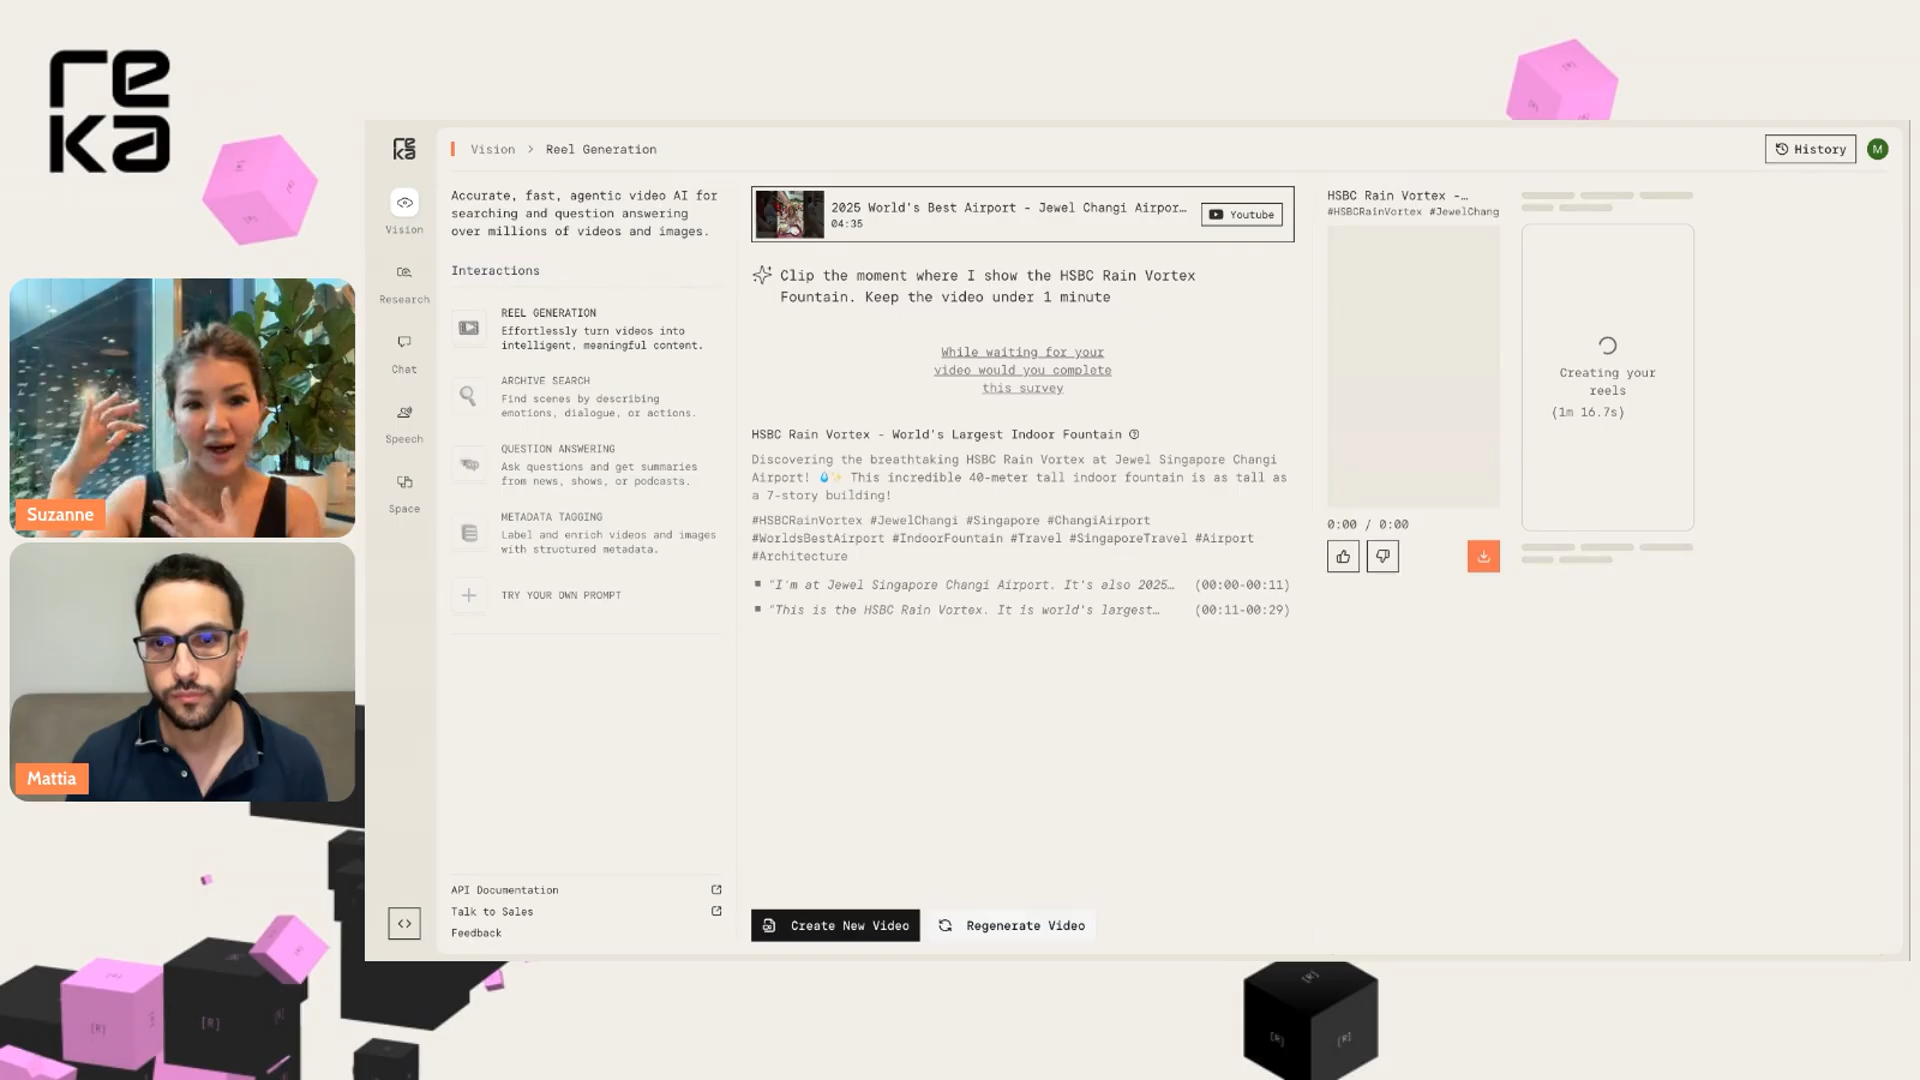 reka
reka
Vision > Reel Generation
History
M
Vision
Research
Chat
Speech
Space
Accurate, fast, agentic video AI for
searching and question answering
over millions of videos and images.
Interactions
REEL GENERATION
Effortlessly turn videos into
intelligent, meaningful content.
ARCHIVE SEARCH
Find scenes by describing
emotions, dialogue, or actions.
QUESTION ANSWERING
Ask questions and get summaries
from news, shows, or podcasts.
METADATA TAGGING
Label and enrich videos and images
with structured metadata.
TRY YOUR OWN PROMPT
API Documentation
Talk to Sales
Feedback
2025 World's Best Airport - Jewel Changi Airpor…
04:35
Youtube
Clip the moment where I show the HSBC Rain Vortex
Fountain. Keep the video under 1 minute
While waiting for your
video would you complete
this survey
HSBC Rain Vortex - World's Largest Indoor Fountain
Discovering the breathtaking HSBC Rain Vortex at Jewel Singapore Changi
Airport! 💧✨ This incredible 40-meter tall indoor fountain is as tall as
a 7-story building!
#HSBCRainVortex #JewelChangi #Singapore #ChangiAirport
#WorldsBestAirport #IndoorFountain #Travel #SingaporeTravel #Airport
#Architecture
"I'm at Jewel Singapore Changi Airport. It's also 2025… (00:00-00:11)
"This is the HSBC Rain Vortex. It is world's largest… (00:11-00:29)
Create New Video
Regenerate Video
HSBC Rain Vortex -…
#HSBCRainVortex #JewelChang
0:00 / 0:00
Creating your
reels
(1m 16.7s)
Suzanne
Mattia
[R]
[R]
[R]
[R]
[R]
[R]
[R]
[R]